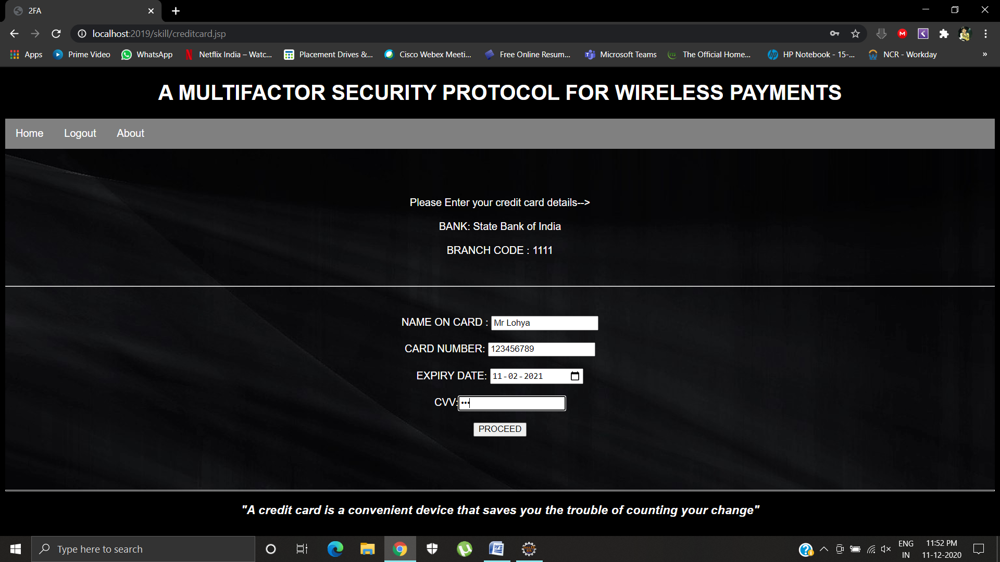 2FA
localhost:2019/skill/creditcard.jsp
Apps Prime Video WhatsApp Netflix India – Watc... Placement Drives &... Cisco Webex Meeti... Free Online Resum... Microsoft Teams The Official Home... HP Notebook - 15-... NCR - Workday »
A MULTIFACTOR SECURITY PROTOCOL FOR WIRELESS PAYMENTS
Home Logout About
Please Enter your credit card details-->
BANK: State Bank of India
BRANCH CODE : 1111
NAME ON CARD : Mr Lohya
CARD NUMBER: 123456789
EXPIRY DATE: 11-02-2021
CVV:•••
PROCEED
"A credit card is a convenient device that saves you the trouble of counting your change"
Type here to search
ENG
IN
11:52 PM
11-12-2020